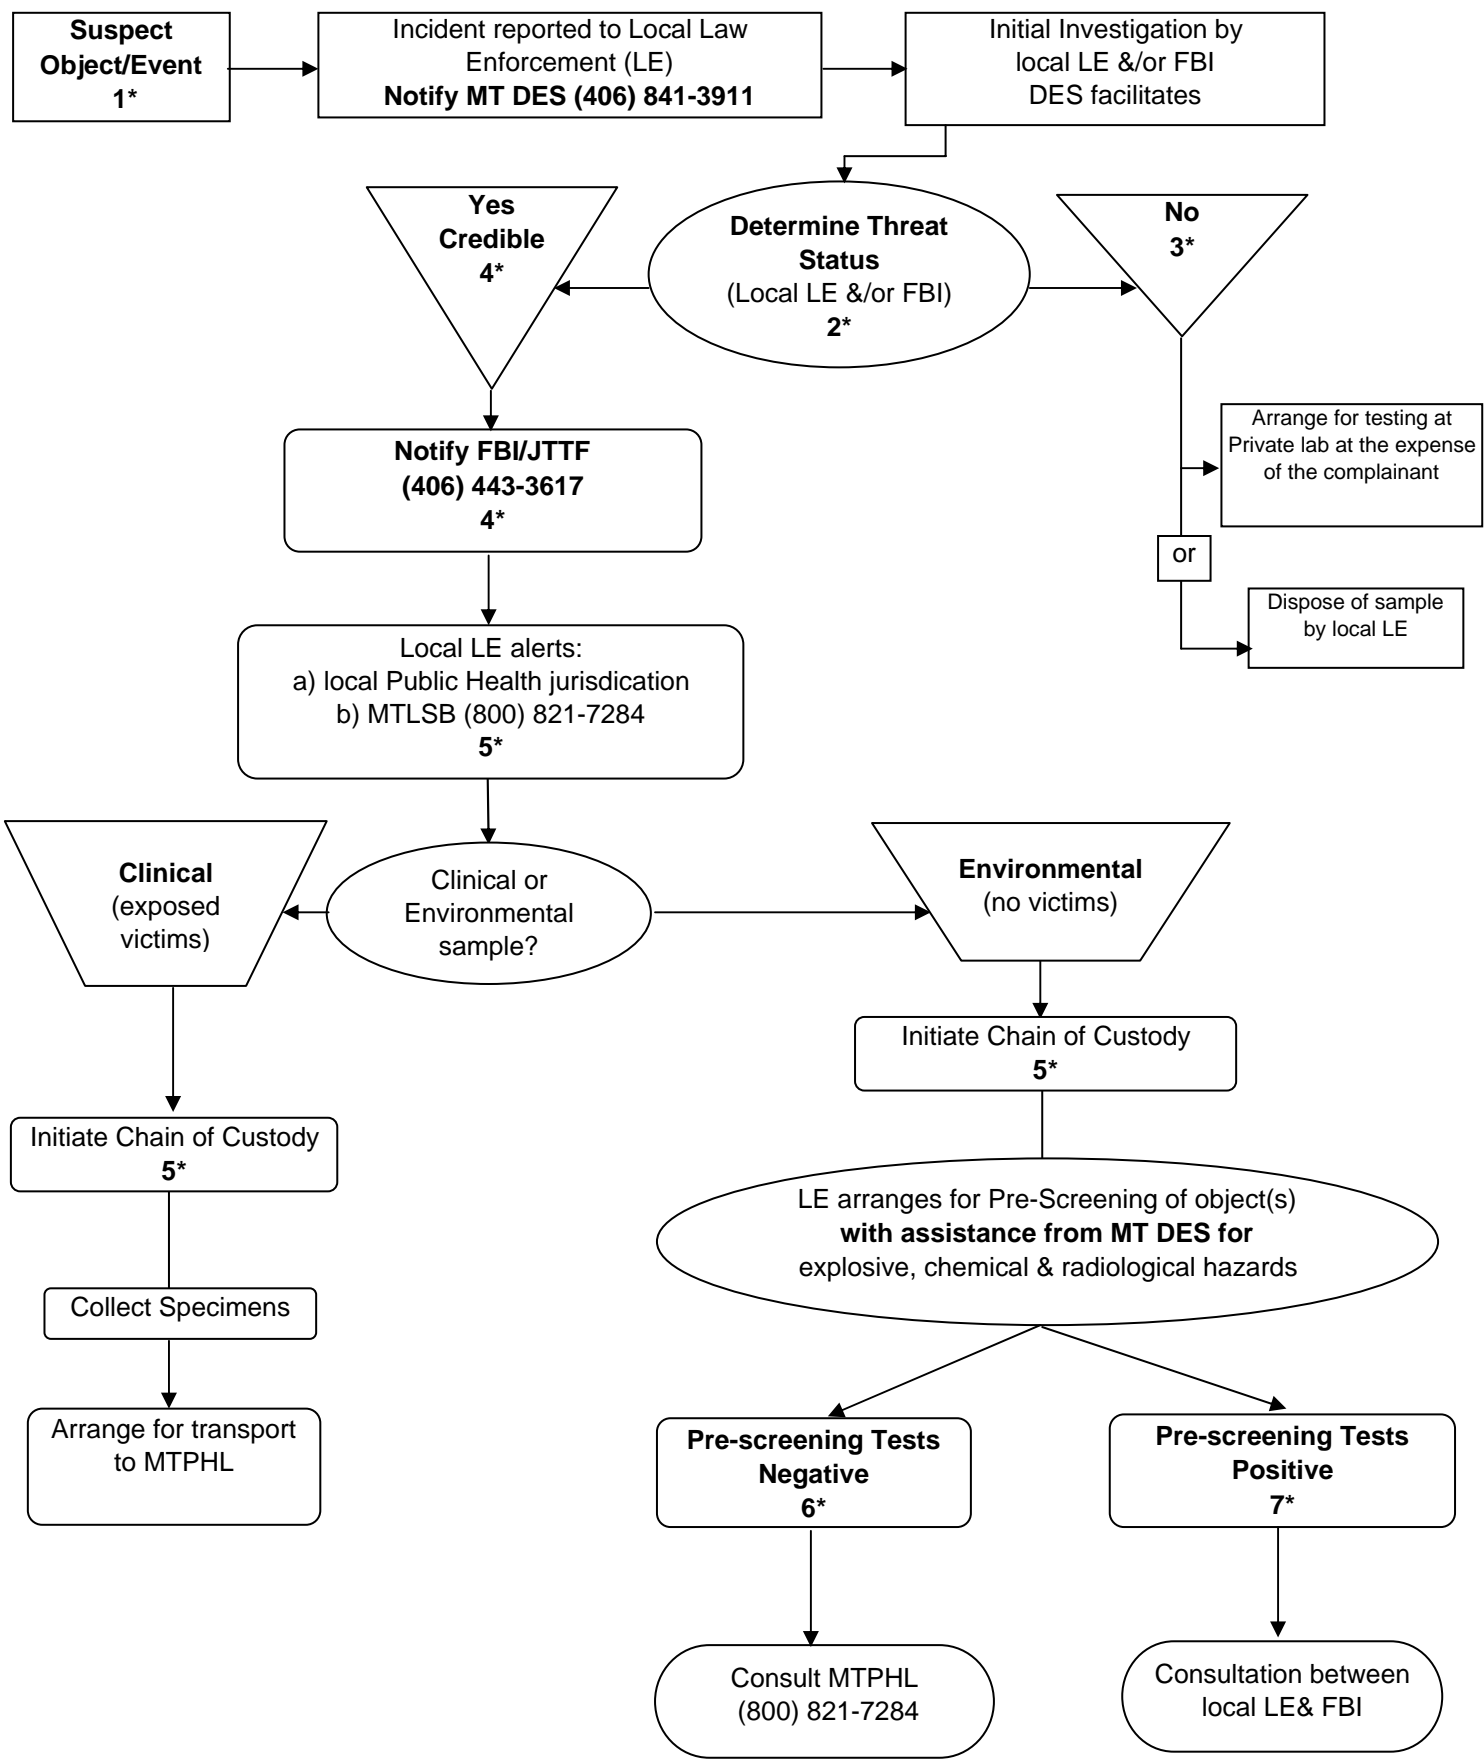 Suspect
Object/Event
1*
Incident reported to Local Law
Enforcement (LE)
Notify MT DES (406) 841-3911
Initial Investigation by
local LE &/or FBI
DES facilitates
Yes
Credible
4*
Determine Threat
Status
(Local LE &/or FBI)
2*
No
3*
Notify FBI/JTTF
(406) 443-3617
4*
Arrange for testing at
Private lab at the expense
of the complainant
or
Dispose of sample
by local LE
Local LE alerts:
a) local Public Health jurisdication
b) MTLSB (800) 821-7284
5*
Clinical
(exposed
victims)
Clinical or
Environmental
sample?
Environmental
(no victims)
Initiate Chain of Custody
5*
Initiate Chain of Custody
5*
LE arranges for Pre-Screening of object(s)
with assistance from MT DES for
explosive, chemical & radiological hazards
Collect Specimens
Arrange for transport
to MTPHL
Pre-screening Tests
Negative
6*
Pre-screening Tests
Positive
7*
Consult MTPHL
(800) 821-7284
Consultation between
local LE& FBI